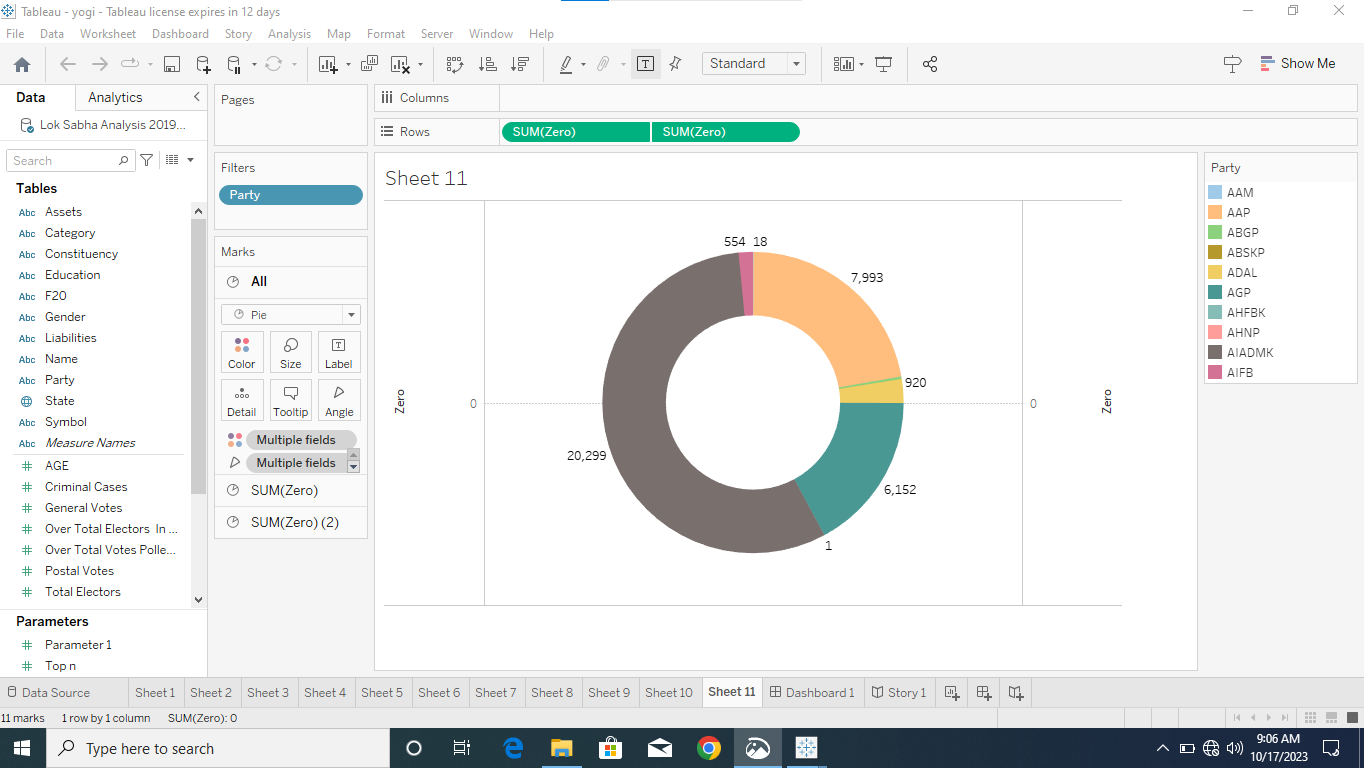 Tableau - yogi - Tableau license expires in 12 days
File Data Worksheet Dashboard Story Analysis Map Format Server Window Help
Standard
Show Me
Data Analytics
Lok Sabha Analysis 2019...
Search
Tables
Abc Assets
Abc Category
Abc Constituency
Abc Education
Abc F20
Abc Gender
Abc Liabilities
Abc Name
Abc Party
State
Abc Symbol
Abc Measure Names
# AGE
# Criminal Cases
# General Votes
# Over Total Electors In ...
# Over Total Votes Polle...
# Postal Votes
# Total Electors
Parameters
# Parameter 1
# Top n
Pages
Filters
Party
Marks
All
Pie
Color Size Label
Detail Tooltip Angle
Multiple fields
Multiple fields
SUM(Zero)
SUM(Zero) (2)
Columns
Rows SUM(Zero) SUM(Zero)
Sheet 11
554 18
7,993
920
Zero 0 0 Zero
20,299
6,152
1
Party
AAM
AAP
ABGP
ABSKP
ADAL
AGP
AHFBK
AHNP
AIADMK
AIFB
Data Source Sheet 1 Sheet 2 Sheet 3 Sheet 4 Sheet 5 Sheet 6 Sheet 7 Sheet 8 Sheet 9 Sheet 10 Sheet 11 Dashboard 1 Story 1
11 marks 1 row by 1 column SUM(Zero): 0
Type here to search
9:06 AM
10/17/2023